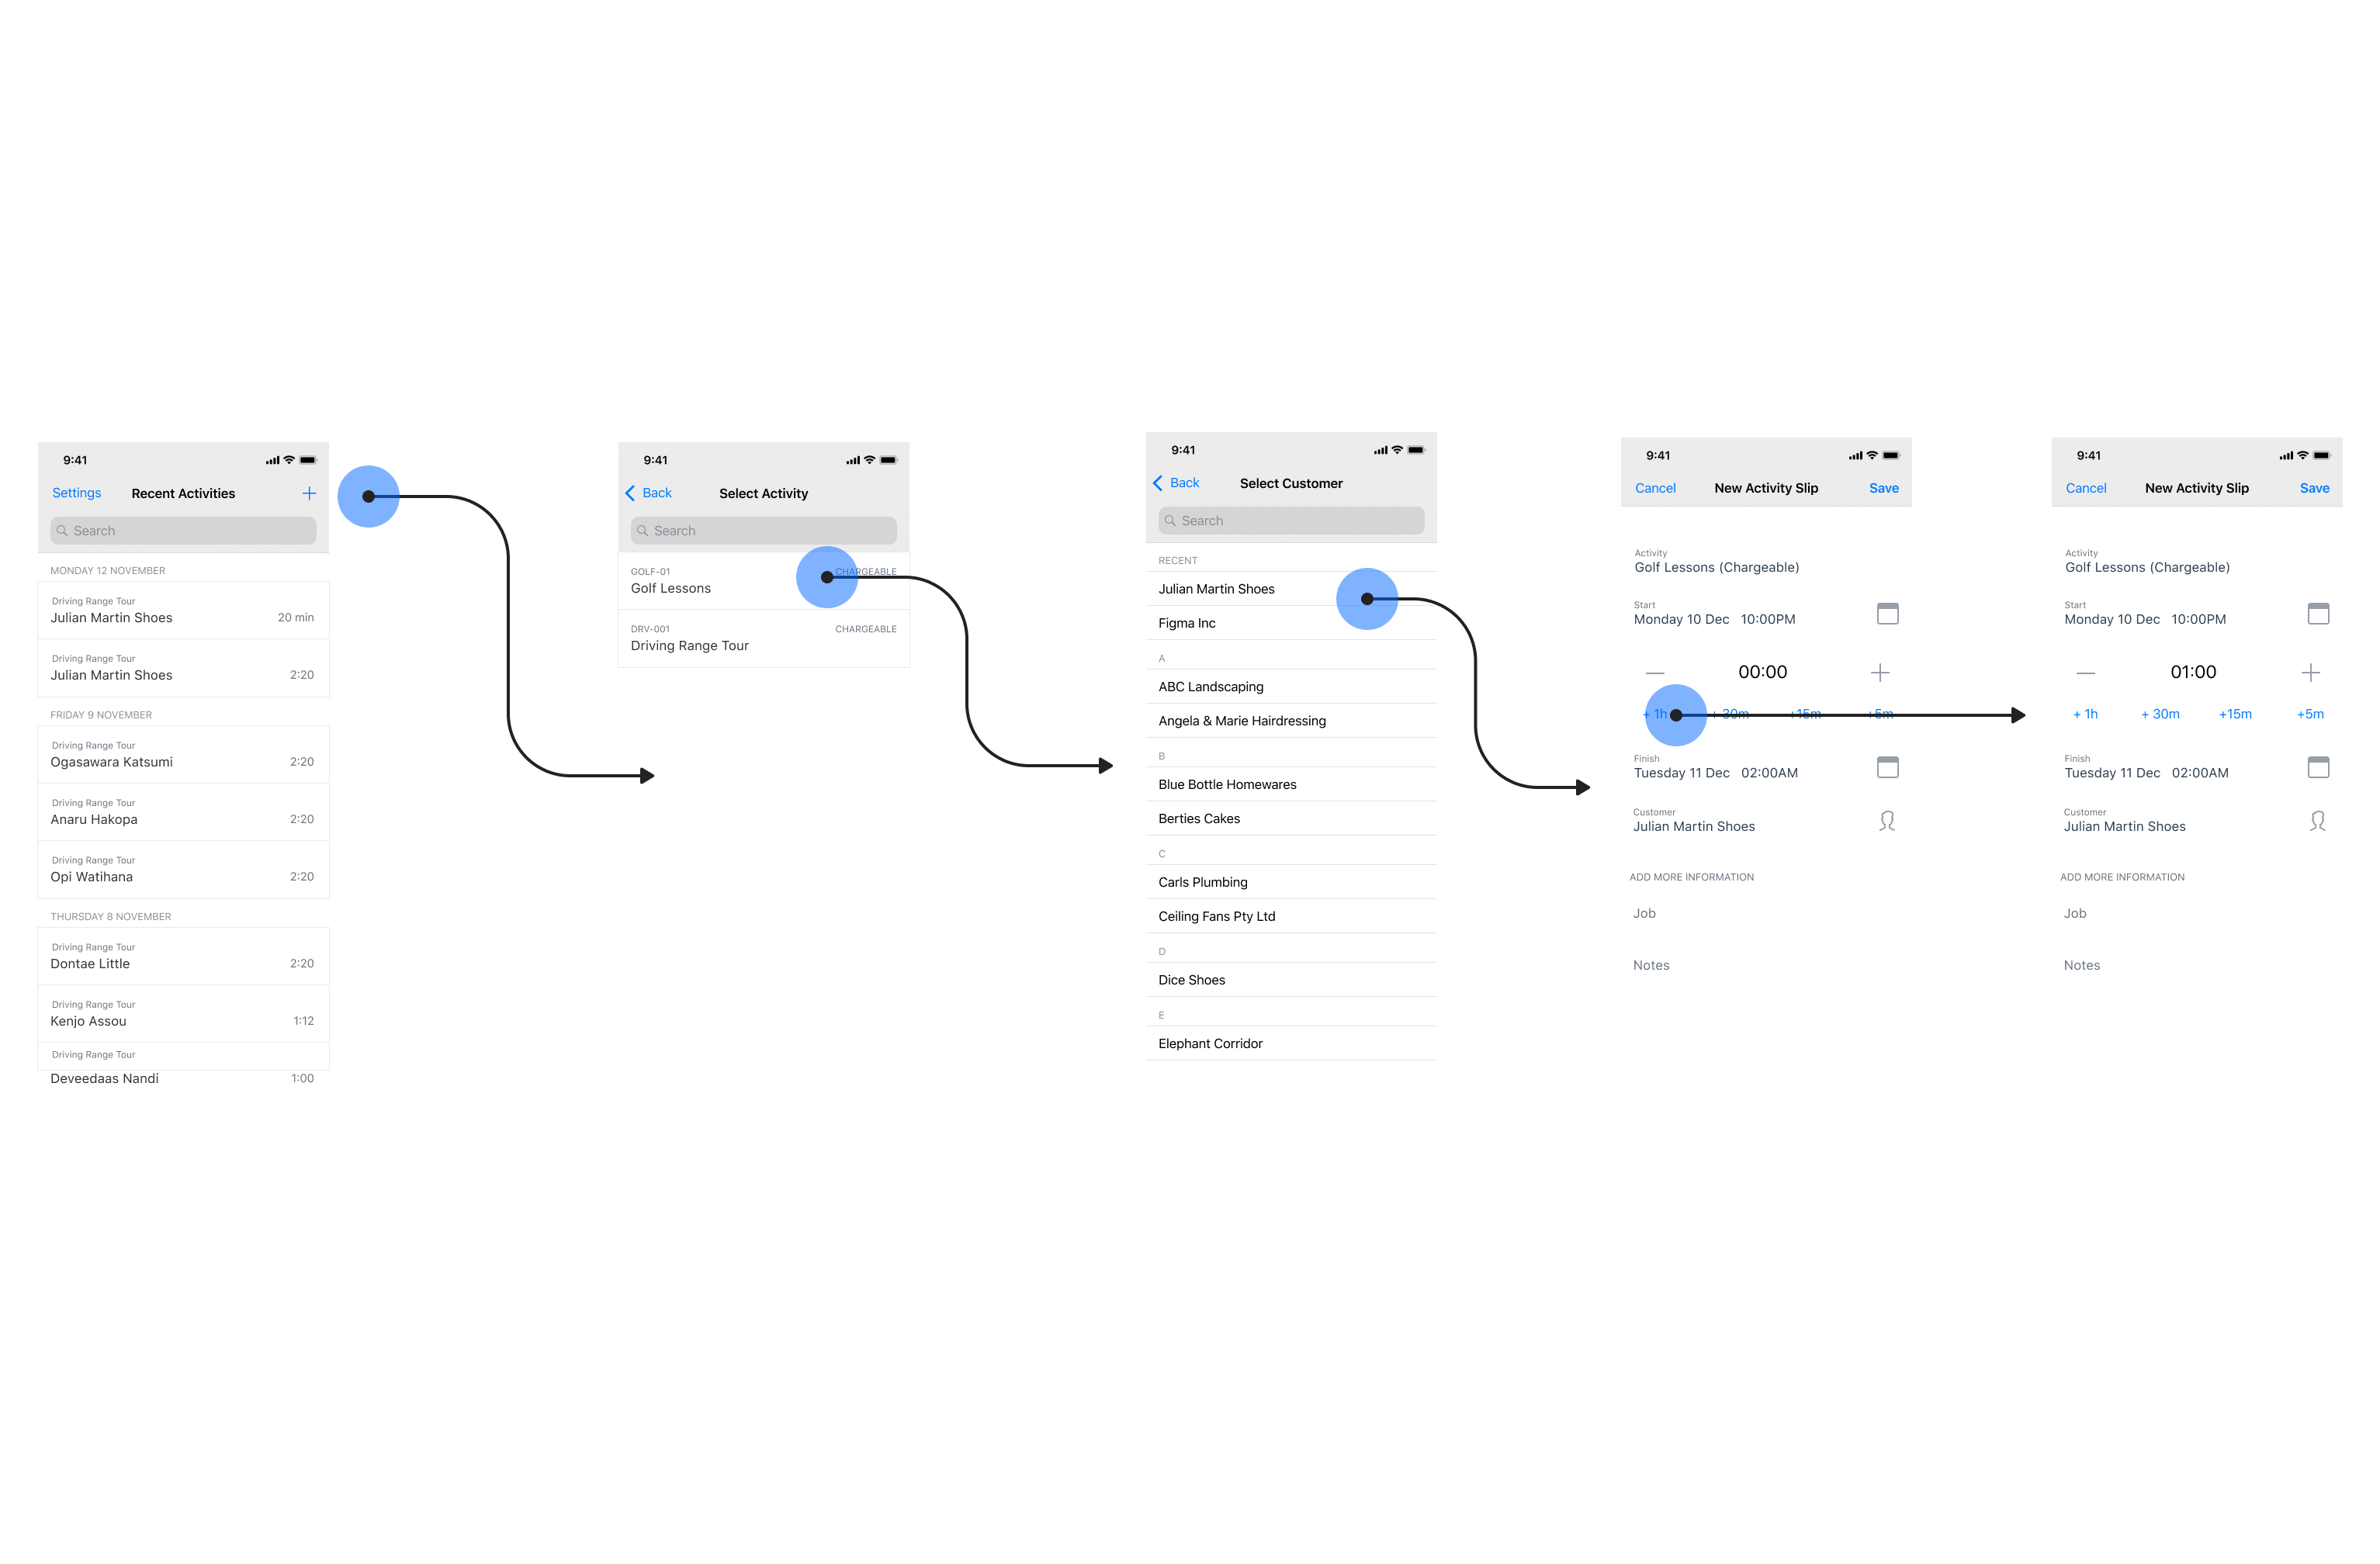 9:41
Settings Recent Activities
Search
MONDAY 12 NOVEMBER
Driving Range Tour
Julian Martin Shoes 20 min
Driving Range Tour
Julian Martin Shoes 2:20
FRIDAY 9 NOVEMBER
Driving Range Tour
Ogasawara Katsumi 2:20
Driving Range Tour
Anaru Hakopa 2:20
Driving Range Tour
Opi Watihana 2:20
THURSDAY 8 NOVEMBER
Driving Range Tour
Dontae Little 2:20
Driving Range Tour
Kenjo Assou 1:12
Driving Range Tour
Deveedaas Nandi 1:00
9:41
Back Select Activity
Search
GOLF-01 CHARGEABLE
Golf Lessons
DRV-001 CHARGEABLE
Driving Range Tour
9:41
Back Select Customer
Search
RECENT
Julian Martin Shoes
Figma Inc
A
ABC Landscaping
Angela & Marie Hairdressing
B
Blue Bottle Homewares
Berties Cakes
C
Carls Plumbing
Ceiling Fans Pty Ltd
D
Dice Shoes
E
Elephant Corridor
9:41
Cancel New Activity Slip Save
Activity
Golf Lessons (Chargeable)
Start
Monday 10 Dec 10:00PM
— 00:00 +
+ 1h + 30m +15m +5m
Finish
Tuesday 11 Dec 02:00AM
Customer
Julian Martin Shoes
ADD MORE INFORMATION
Job
Notes
9:41
Cancel New Activity Slip Save
Activity
Golf Lessons (Chargeable)
Start
Monday 10 Dec 10:00PM
— 01:00 +
+ 1h + 30m +15m +5m
Finish
Tuesday 11 Dec 02:00AM
Customer
Julian Martin Shoes
ADD MORE INFORMATION
Job
Notes